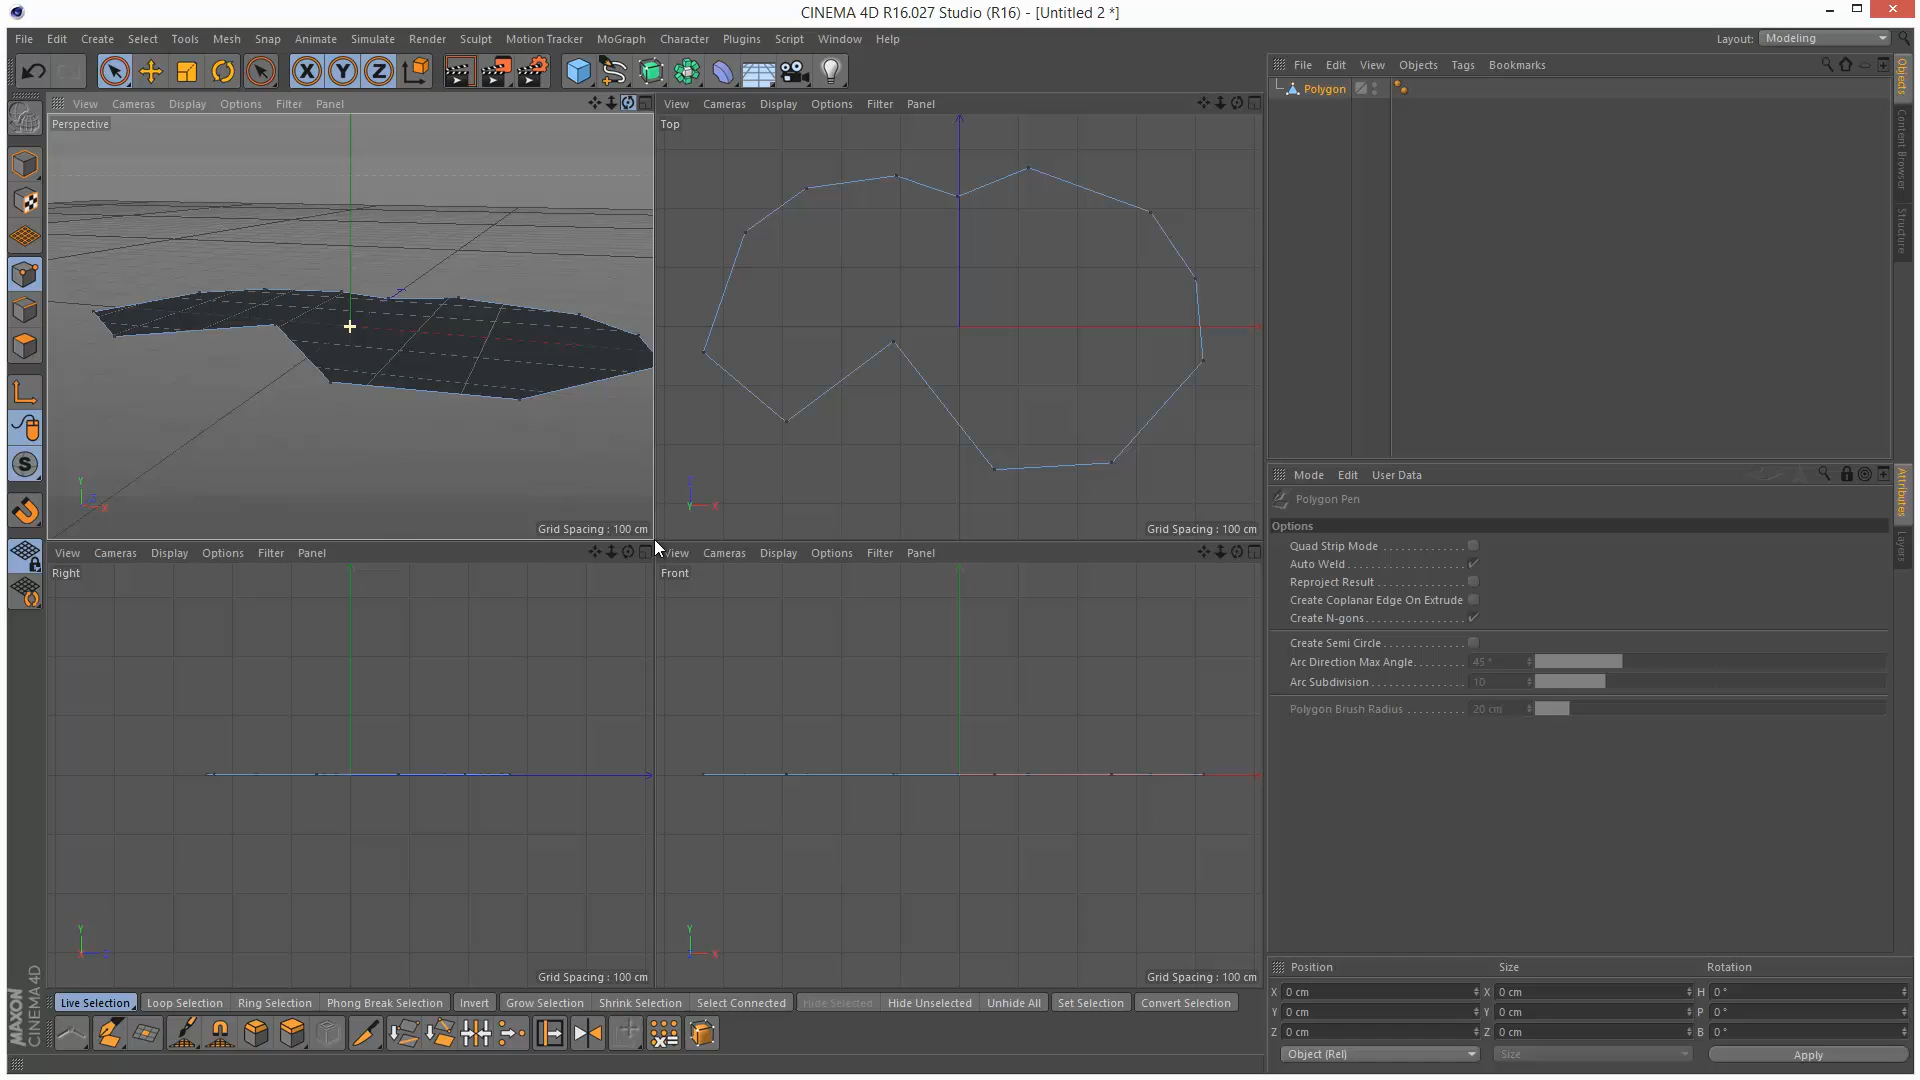 CINEMA 4D R16.027 Studio (R16) - [Untitled 2 *]
File Edit Create Select Tools Mesh Snap Animate Simulate Render Sculpt Motion Tracker MoGraph Character Plugins Script Window Help
Layout: Modeling
File Edit View Objects Tags Bookmarks
Polygon
Objects
Content Browser
Structure
View Cameras Display Options Filter Panel
Perspective
Grid Spacing : 100 cm
View Cameras Display Options Filter Panel
Top
Grid Spacing : 100 cm
View Cameras Display Options Filter Panel
Right
Grid Spacing : 100 cm
View Cameras Display Options Filter Panel
Front
Grid Spacing : 100 cm
Mode Edit User Data
Attributes
Layers
Polygon Pen
Options
Quad Strip Mode
Auto Weld
Reproject Result
Create Coplanar Edge On Extrude
Create N-gons
Create Semi Circle
Arc Direction Max Angle 45 °
Arc Subdivision 10
Polygon Brush Radius 20 cm
Position Size Rotation
X 0 cm X 0 cm H 0 °
Y 0 cm Y 0 cm P 0 °
Z 0 cm Z 0 cm B 0 °
Object (Rel) Size Apply
Live Selection Loop Selection Ring Selection Phong Break Selection Invert Grow Selection Shrink Selection Select Connected Hide Selected Hide Unselected Unhide All Set Selection Convert Selection
MAXON
CINEMA 4D